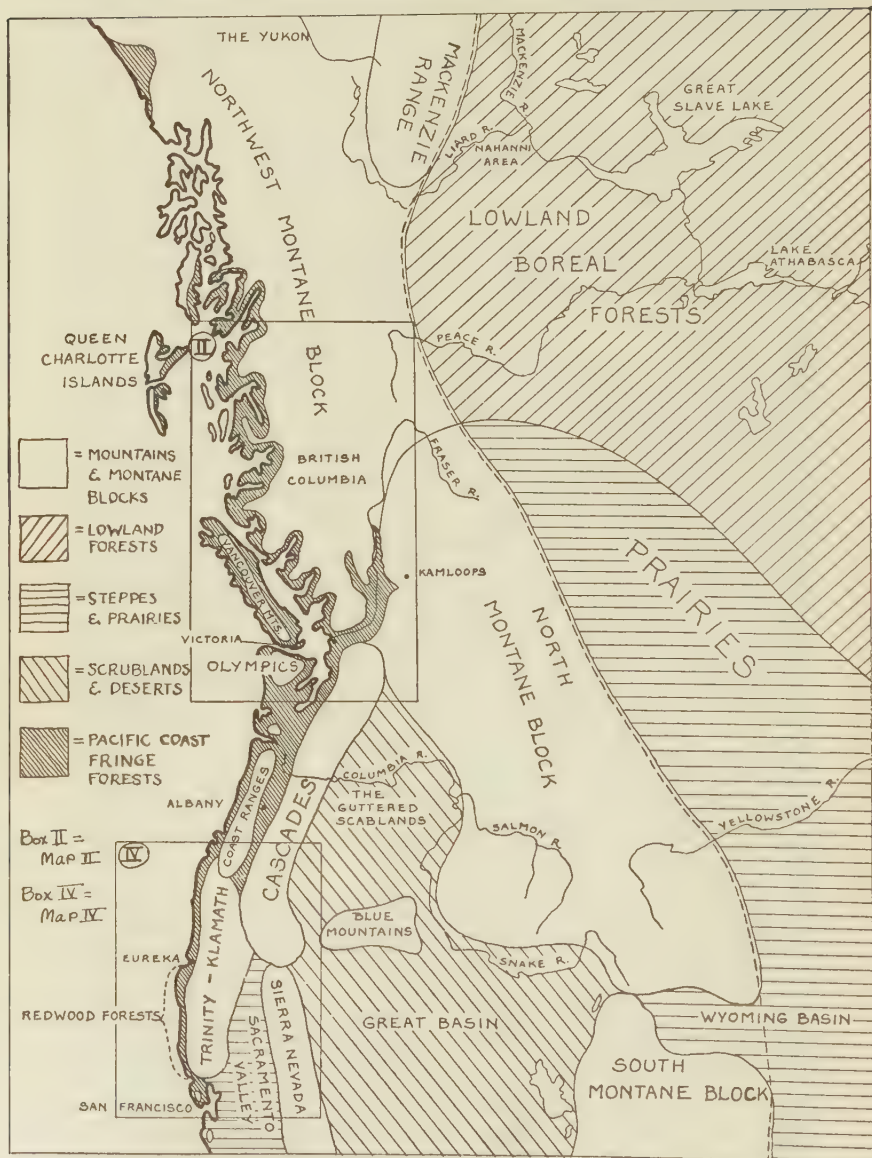 THE YUKON
MACKENZIE
RANGE
MACKENZIE R.
GREAT
SLAVE LAKE
NORTHWEST MONTANE BLOCK
LIARD R.
NAHANNI
AREA
LOWLAND
BOREAL
FORESTS
LAKE
ATHABASCA
QUEEN
CHARLOTTE
ISLANDS
II
PEACE R.
= MOUNTAINS
& MONTANE
BLOCKS
BRITISH
COLUMBIA
FRASER R.
= LOWLAND
FORESTS
PRAIRIES
VANCOUVER MTS.
KAMLOOPS
= STEPPES
& PRAIRIES
NORTH
MONTANE BLOCK
VICTORIA
OLYMPICS
= SCRUBLANDS
& DESERTS
= PACIFIC COAST
FRINGE
FORESTS
COLUMBIA R.
THE
GUTTERED
SCABLANDS
ALBANY
COAST RANGES
CASCADES
SALMON R.
YELLOWSTONE R.
Box II =
Map II
IV
Box IV =
Map IV
BLUE
MOUNTAINS
EUREKA
SNAKE R.
TRINITY - KLAMATH
REDWOOD FORESTS
SIERRA NEVADA
GREAT BASIN
WYOMING BASIN
SACRAMENTO
VALLEY
SOUTH
MONTANE BLOCK
SAN FRANCISCO